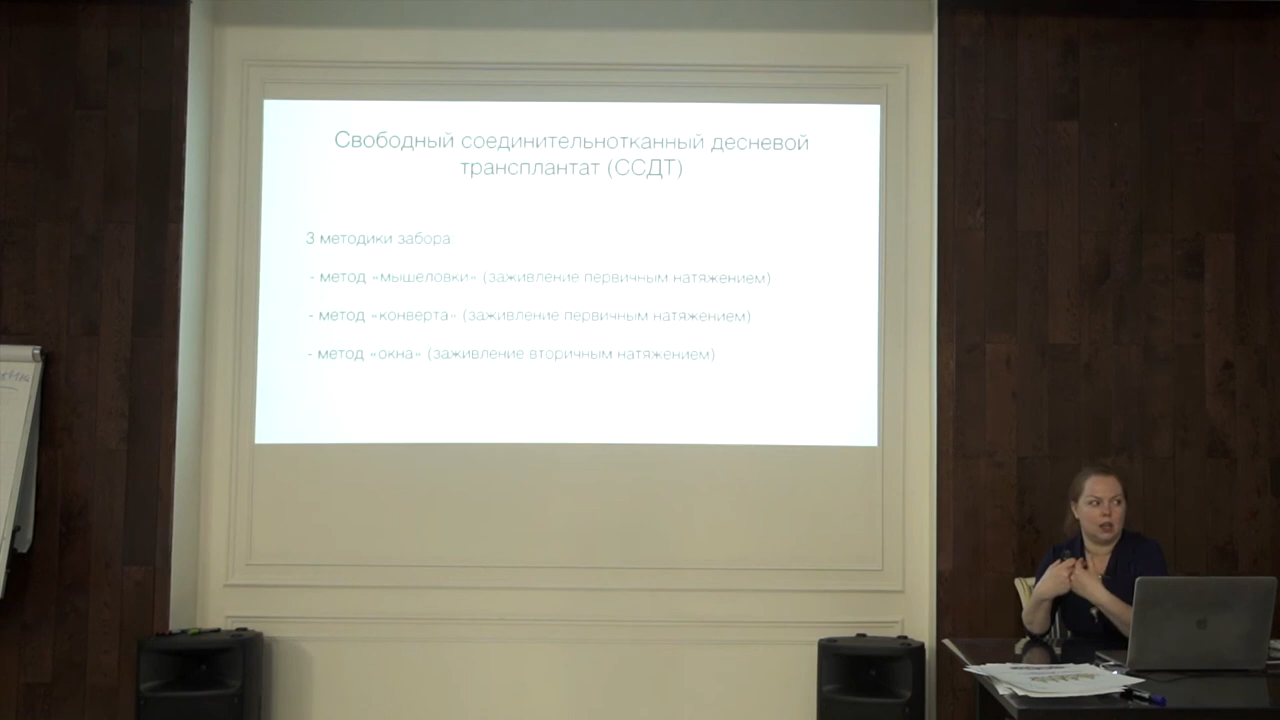 Свободный соединительнотканный десневой
трансплантат (ССДТ)
3 методики забора
- метод «мышеловки» (заживление первичным натяжением)
- метод «конверта» (заживление первичным натяжением)
- метод «окна» (заживление вторичным натяжением)